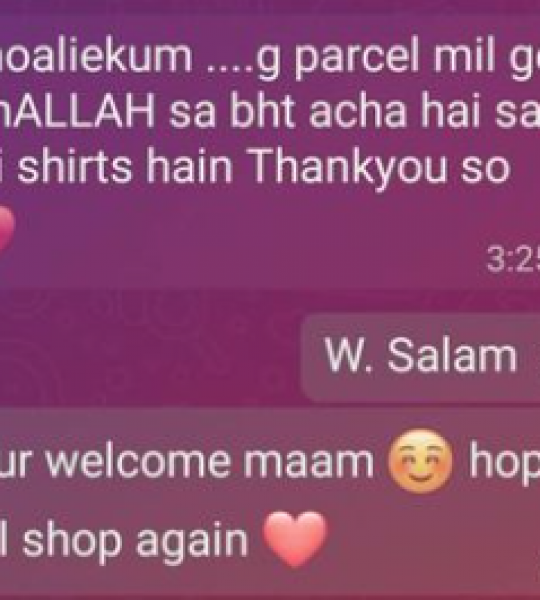 oaliekum ....g parcel mil g
ALLAH sa bht acha hai sa
i shirts hain Thankyou so
3:25
W. Salam
ur welcome maam 😊 hop
l shop again ❤️